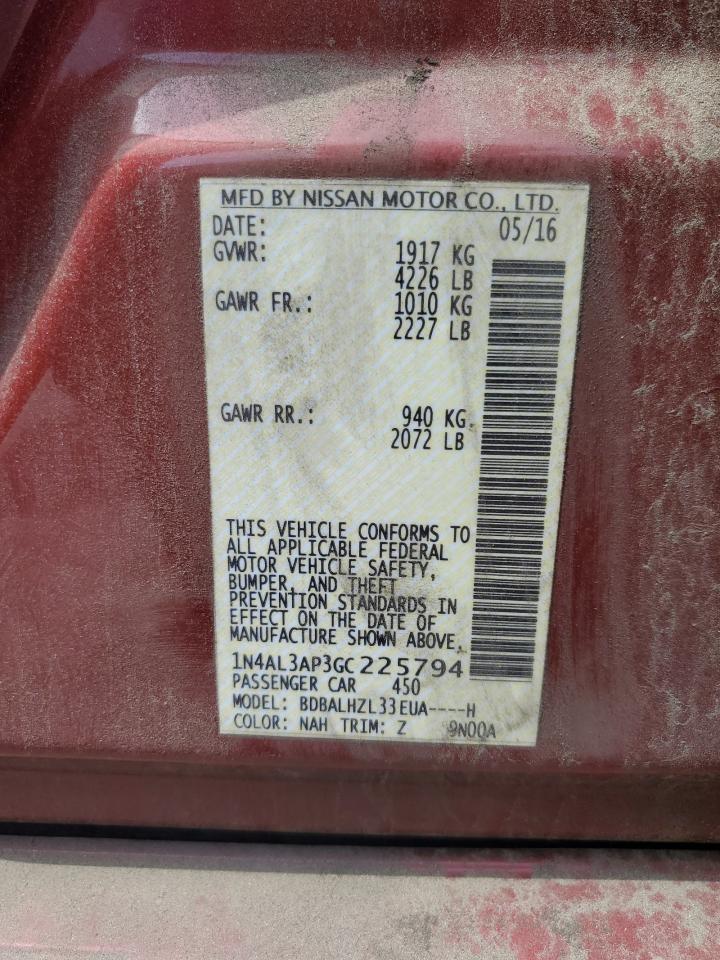 MFD BY NISSAN MOTOR CO., LTD.
DATE: 05/16
GVWR: 1917 KG
4226 LB
GAWR FR.: 1010 KG
2227 LB
GAWR RR.: 940 KG
2072 LB
THIS VEHICLE CONFORMS TO
ALL APPLICABLE FEDERAL
MOTOR VEHICLE SAFETY,
BUMPER, AND THEFT
PREVENTION STANDARDS IN
EFFECT ON THE DATE OF
MANUFACTURE SHOWN ABOVE.
1N4AL3AP3GC225794
PASSENGER CAR 450
MODEL: BDBALHZL33EUA----H
COLOR: NAH TRIM: Z 9N00A